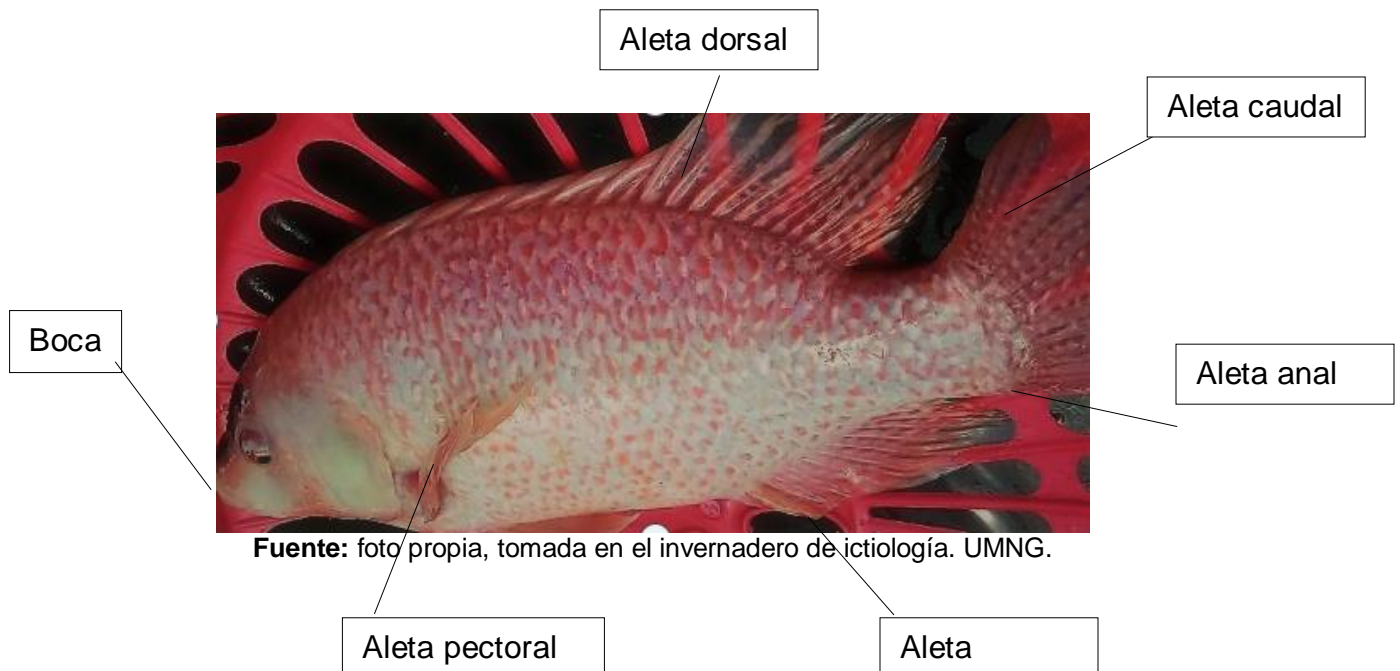 Aleta dorsal
Aleta caudal
Boca
Aleta anal
Fuente: foto propia, tomada en el invernadero de ictiología. UMNG.
Aleta pectoral
Aleta